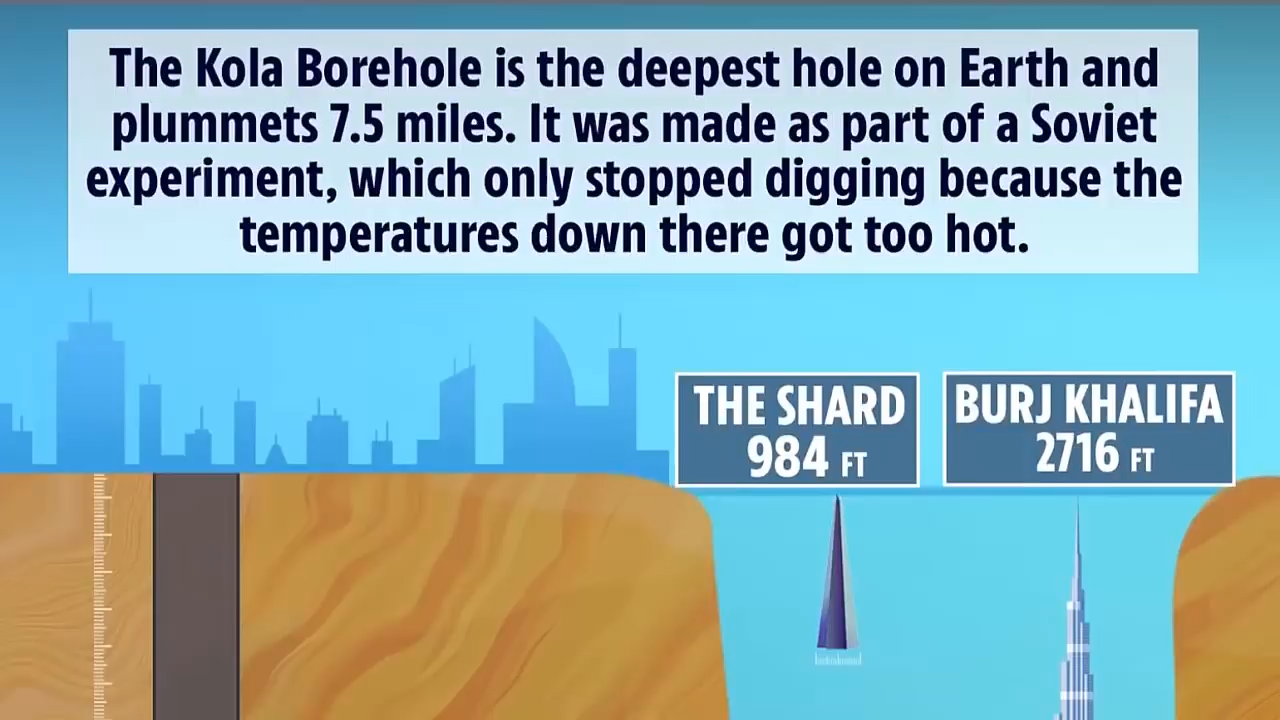 The Kola Borehole is the deepest hole on Earth and
plummets 7.5 miles. It was made as part of a Soviet
experiment, which only stopped digging because the
temperatures down there got too hot.
THE SHARD
984 FT
BURJ KHALIFA
2716 FT